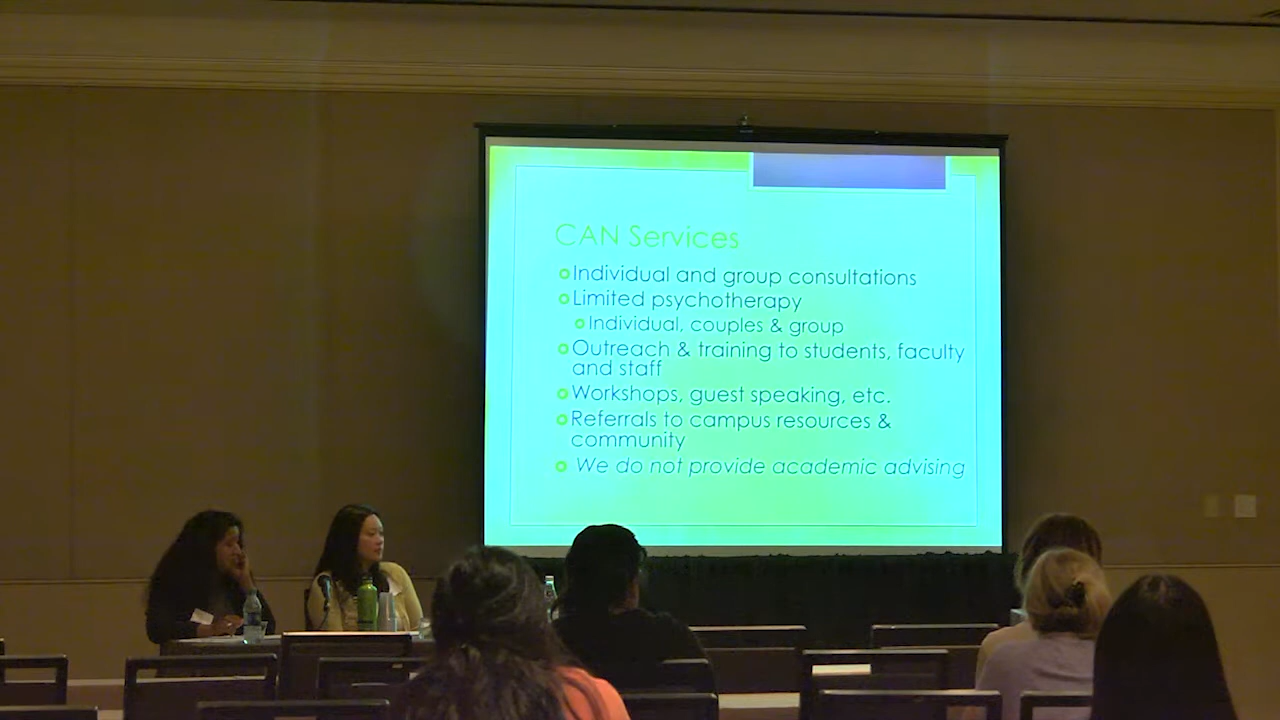 CAN Services
Individual and group consultations
Limited psychotherapy
Individual, couples & group
Outreach & training to students, faculty
and staff
Workshops, guest speaking, etc.
Referrals to campus resources &
community
We do not provide academic advising